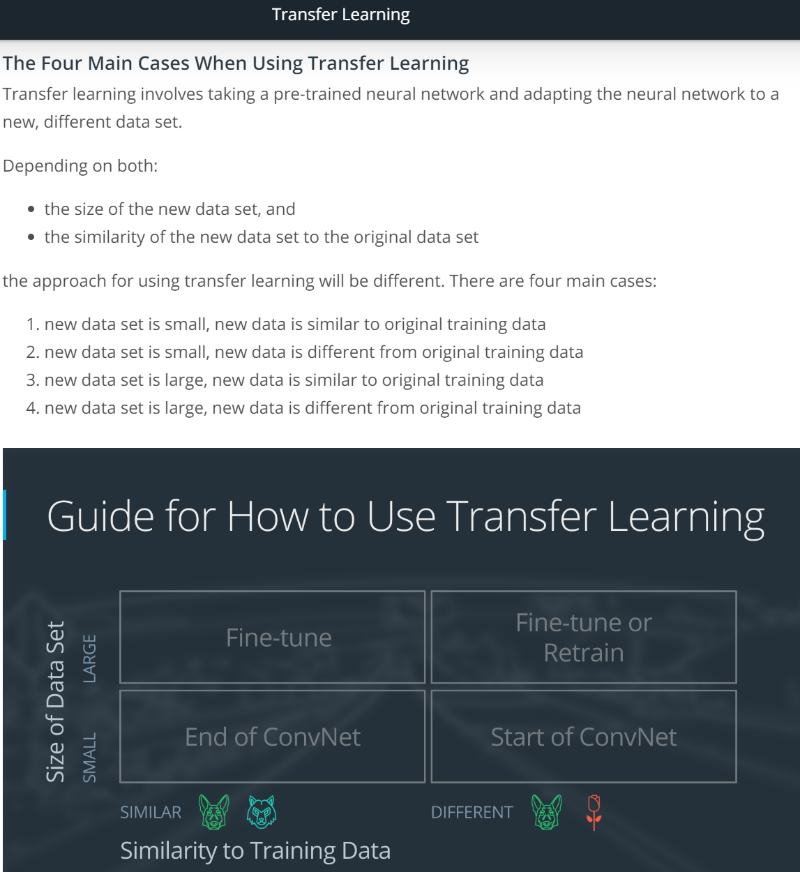 Transfer Learning
The Four Main Cases When Using Transfer Learning
Transfer learning involves taking a pre-trained neural network and adapting the neural network to a
new, different data set.
Depending on both:
• the size of the new data set, and
• the similarity of the new data set to the original data set
the approach for using transfer learning will be different. There are four main cases:
1. new data set is small, new data is similar to original training data
2. new data set is small, new data is different from original training data
3. new data set is large, new data is similar to original training data
4. new data set is large, new data is different from original training data
Guide for How to Use Transfer Learning
Size of Data Set
LARGE
Fine-tune
Fine-tune or
Retrain
SMALL
End of ConvNet
Start of ConvNet
SIMILAR
DIFFERENT
Similarity to Training Data